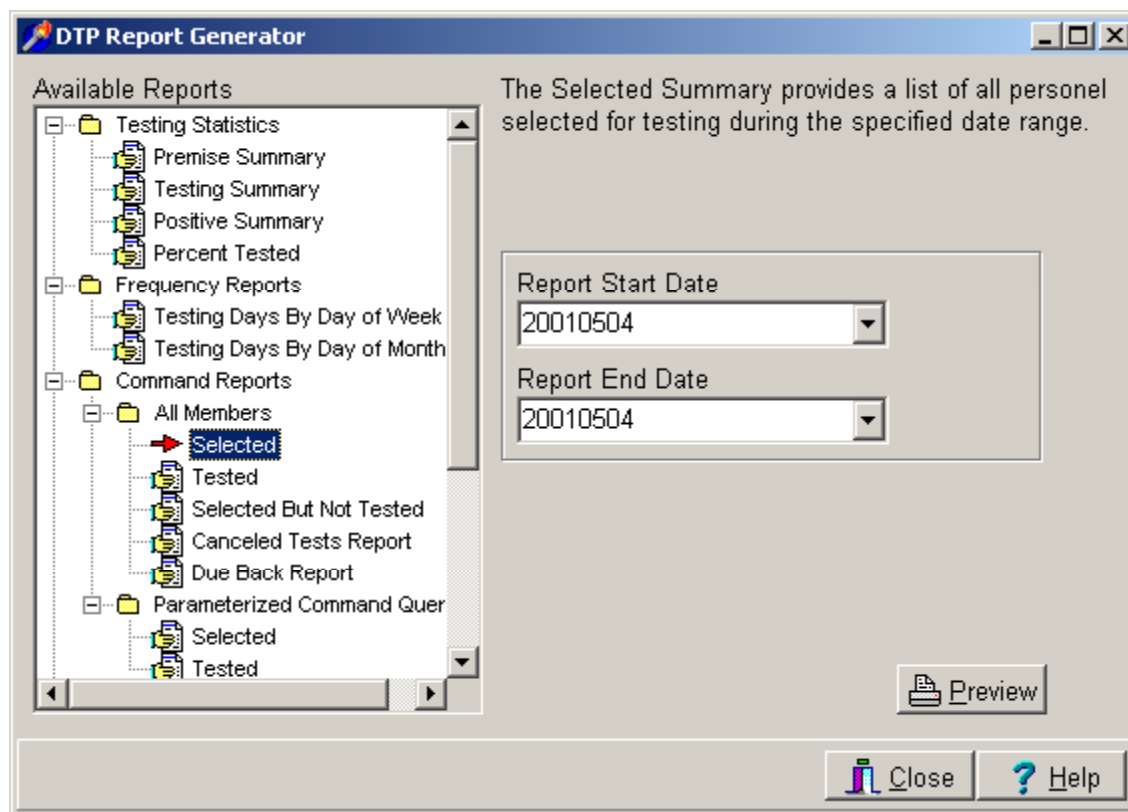 DTP Report Generator
Available Reports
Testing Statistics
Premise Summary
Testing Summary
Positive Summary
Percent Tested
Frequency Reports
Testing Days By Day of Week
Testing Days By Day of Month
Command Reports
All Members
Selected
Tested
Selected But Not Tested
Canceled Tests Report
Due Back Report
Parameterized Command Quer
Selected
Tested
The Selected Summary provides a list of all personel
selected for testing during the specified date range.
Report Start Date
20010504
Report End Date
20010504
Preview
Close
Help